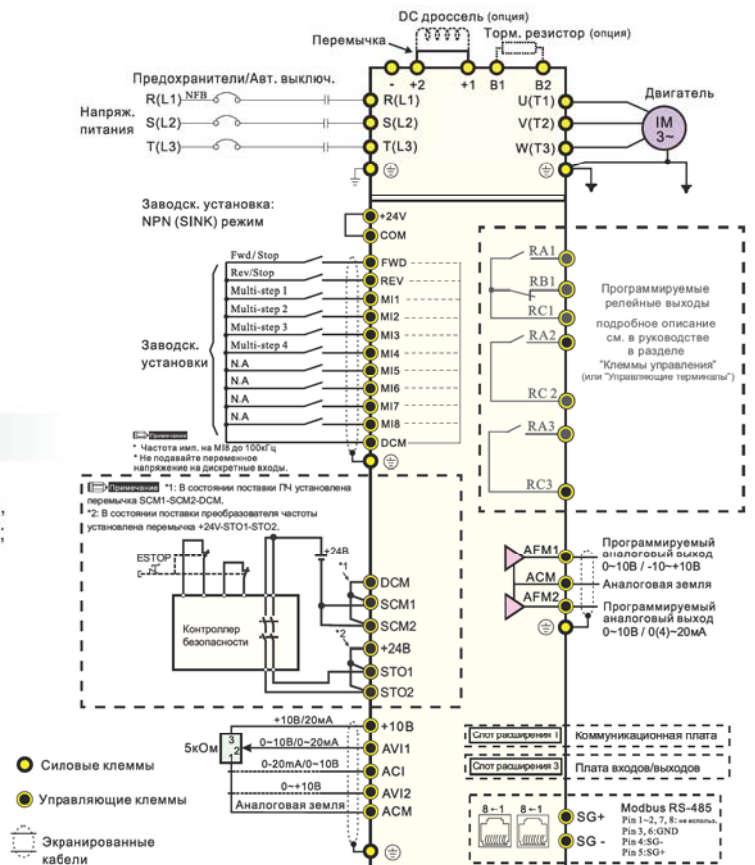 DC дроссель (опция)
Перемычка
Торм. резистор (опция)
- +2 +1 B1 B2
Предохранители/Авт. выключ.
Напряж.
питания
R(L1) NFB
S(L2)
T(L3)
R(L1)
S(L2)
T(L3)
U(T1)
V(T2)
W(T3)
Двигатель
IM
3~
Заводск. установка:
NPN (SINK) режим
+24V
COM
Заводск.
установки
Fwd/Stop
Rev/Stop
Multi-step 1
Multi-step 2
Multi-step 3
Multi-step 4
N.A
N.A
N.A
N.A
FWD
REV
MI1
MI2
MI3
MI4
MI5
MI6
MI7
MI8
DCM
Примечание
* Частота имп. на MI8 до 100кГц
* Не подавайте переменное
напряжение на дискретные входы.
RA1
RB1
RC1
RA2
RC 2
RA3
RC3
Программируемые
релейные выходы
подробное описание
см. в руководстве
в разделе
"Клеммы управления"
(или "Управляющие терминалы")
,
;
Примечание *1: В состоянии поставки ПЧ установлена
перемычка SCM1-SCM2-DCM.
*2: В состоянии поставки преобразователя частоты
установлена перемычка +24V-STO1-STO2.
ESTOP
+24В
*1
*2
Контроллер
безопасности
DCM
SCM1
SCM2
+24В
STO1
STO2
AFM1
ACM
AFM2
Программируемый
аналоговый выход
0~10В / -10~+10В
Аналоговая земля
Программируемый
аналоговый выход
0~10В / 0(4)~20мА
5кОм
3
2
1
+10В/20мА
0~10В/0~20мА
0-20mA/0~10В
0~+10В
Аналоговая земля
+10В
AVI1
ACI
AVI2
ACM
Слот расширения 1 Коммуникационная плата
Слот расширения 3 Плата входов/выходов
8←1 8←1
SG+
SG -
Modbus RS-485
Pin 1~2, 7, 8: не использ.
Pin 3, 6:GND
Pin 4:SG-
Pin 5:SG+
Силовые клеммы
Управляющие клеммы
Экранированные
кабели